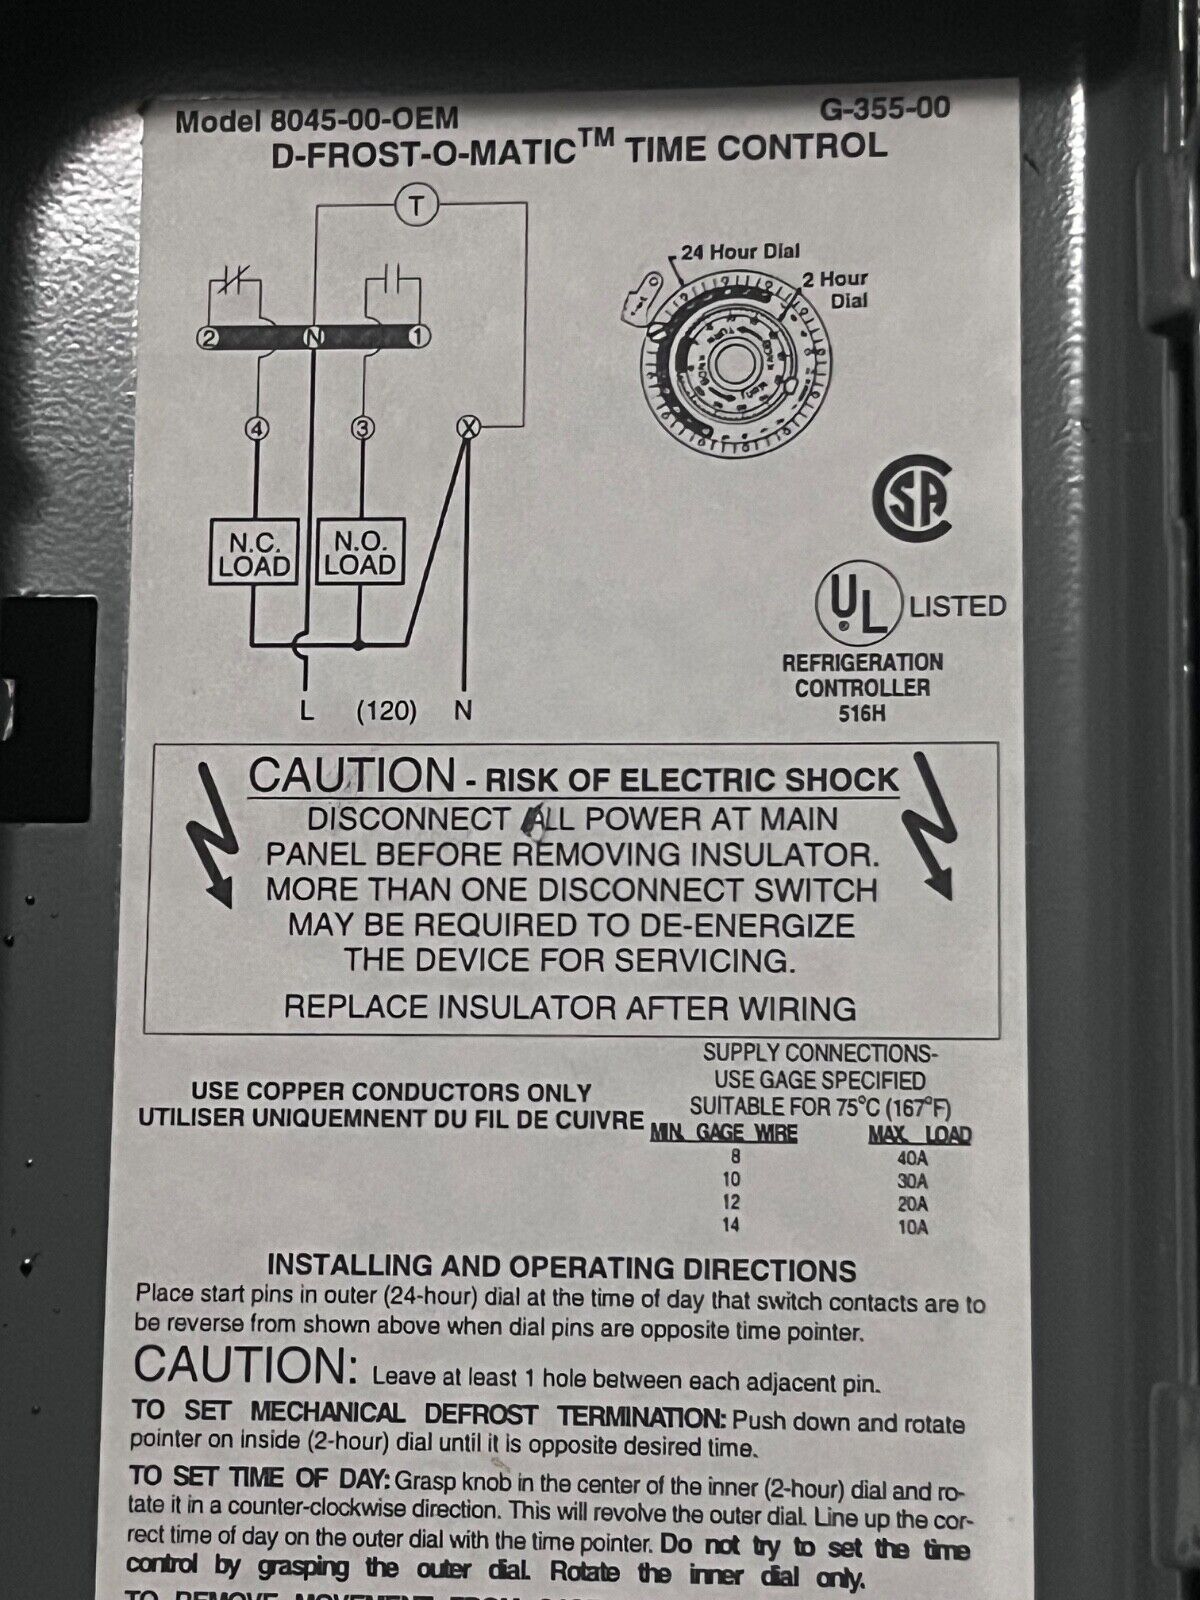 Model 8045-00-OEM G-355-00
D-FROST-O-MATIC™ TIME CONTROL
T
24 Hour Dial
2 Hour
Dial
2 N 1
4 3 X
N.C.
LOAD
N.O.
LOAD
L (120) N
SA
UL LISTED
REFRIGERATION
CONTROLLER
516H
CAUTION - RISK OF ELECTRIC SHOCK
DISCONNECT ALL POWER AT MAIN
PANEL BEFORE REMOVING INSULATOR.
MORE THAN ONE DISCONNECT SWITCH
MAY BE REQUIRED TO DE-ENERGIZE
THE DEVICE FOR SERVICING.
REPLACE INSULATOR AFTER WIRING
USE COPPER CONDUCTORS ONLY
UTILISER UNIQUEMNENT DU FIL DE CUIVRE
SUPPLY CONNECTIONS-
USE GAGE SPECIFIED
SUITABLE FOR 75°C (167°F)
MIN. GAGE WIRE MAX. LOAD
8 40A
10 30A
12 20A
14 10A
INSTALLING AND OPERATING DIRECTIONS
Place start pins in outer (24-hour) dial at the time of day that switch contacts are to
be reverse from shown above when dial pins are opposite time pointer.
CAUTION: Leave at least 1 hole between each adjacent pin.
TO SET MECHANICAL DEFROST TERMINATION: Push down and rotate
pointer on inside (2-hour) dial until it is opposite desired time.
TO SET TIME OF DAY: Grasp knob in the center of the inner (2-hour) dial and ro-
tate it in a counter-clockwise direction. This will revolve the outer dial. Line up the cor-
rect time of day on the outer dial with the time pointer. Do not try to set the time
control by grasping the outer dial. Rotate the inner dial only.
TO REMOVE MOVEMENT FROM